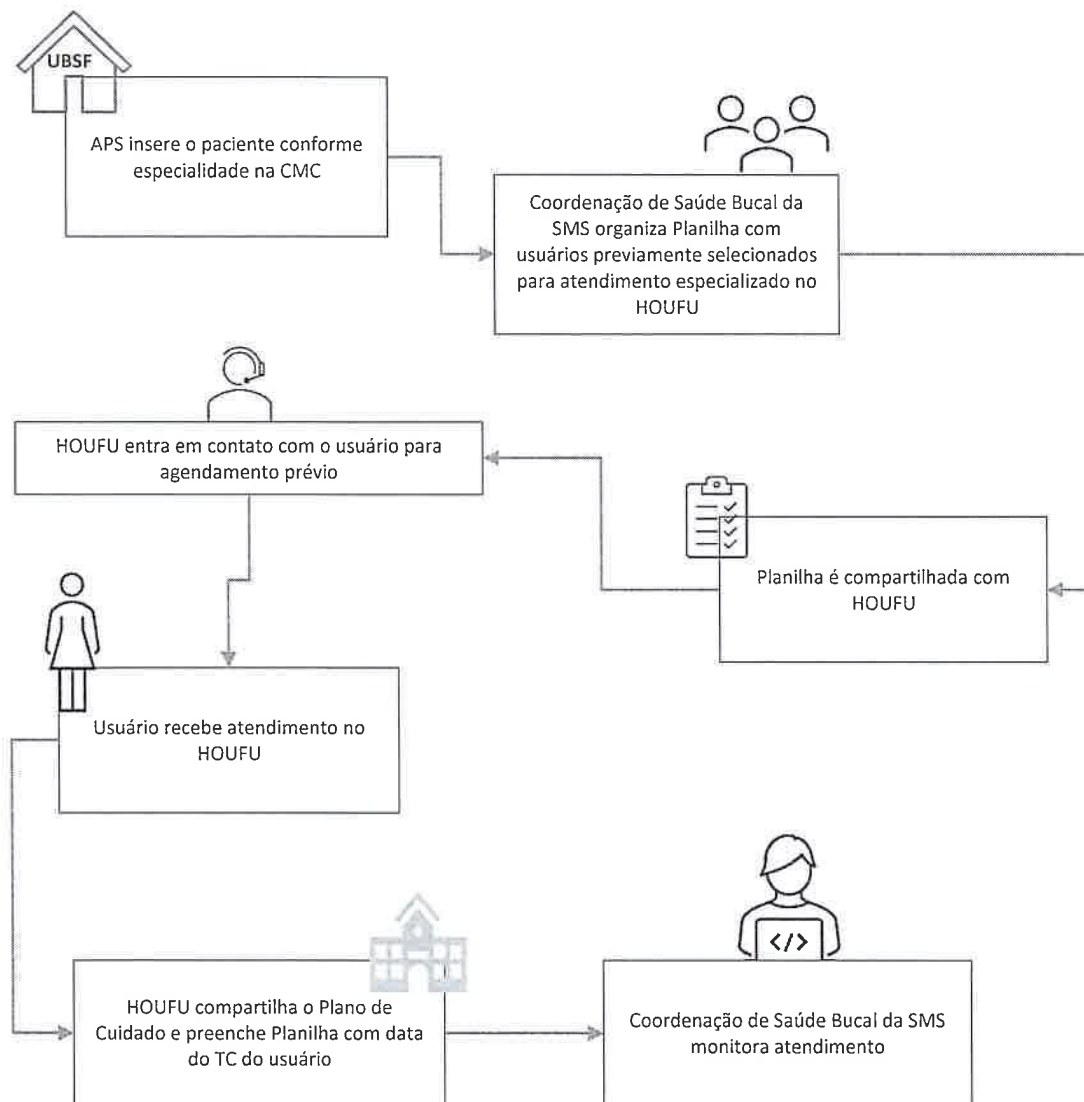 UBSF
APS insere o paciente conforme
especialidade na CMC
Coordenação de Saúde Bucal da
SMS organiza Planilha com
usuários previamente selecionados
para atendimento especializado no
HOUFU
HOUFU entra em contato com o usuário para
agendamento prévio
Planilha é compartilhada com
HOUFU
Usuário recebe atendimento no
HOUFU
HOUFU compartilha o Plano de
Cuidado e preenche Planilha com data
do TC do usuário
</>
Coordenação de Saúde Bucal da SMS
monitora atendimento